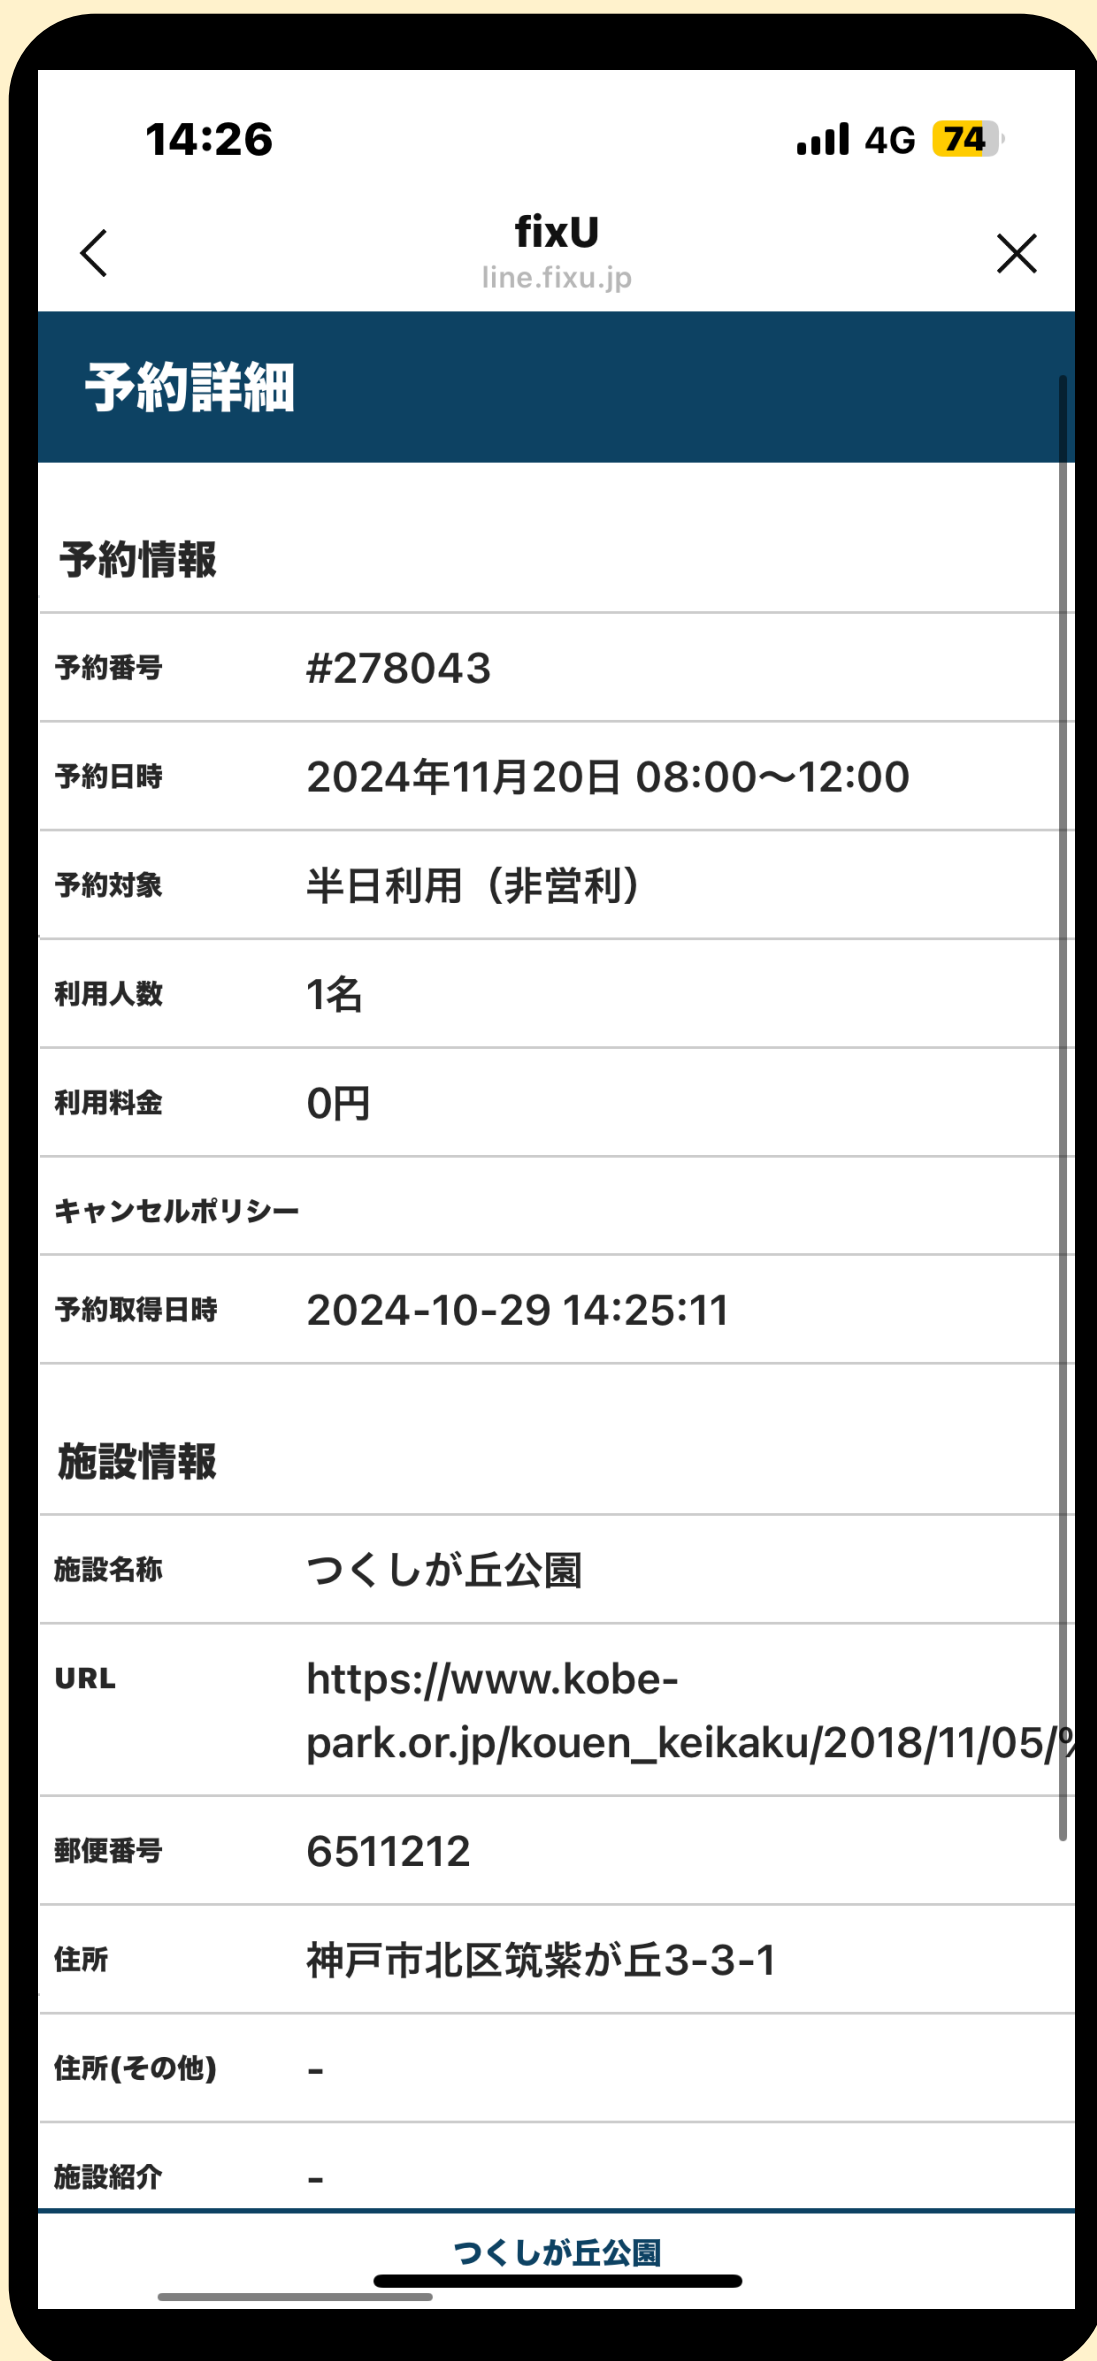 14:26
4G 74
fixU
line.fixu.jp
予約詳細
予約情報
予約番号 #278043
予約日時 2024年11月20日 08:00〜12:00
予約対象 半日利用（非営利）
利用人数 1名
利用料金 0円
キャンセルポリシー
予約取得日時 2024-10-29 14:25:11
施設情報
施設名称 つくしが丘公園
URL https://www.kobe-
park.or.jp/kouen_keikaku/2018/11/05/%
郵便番号 6511212
住所 神戸市北区筑紫が丘3-3-1
住所(その他) -
施設紹介 -
つくしが丘公園